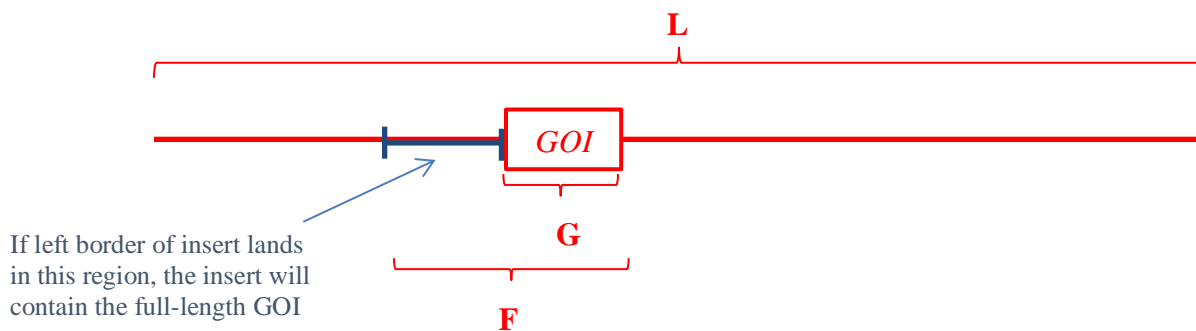 L
GOI
G
If left border of insert lands
in this region, the insert will
contain the full-length GOI
F